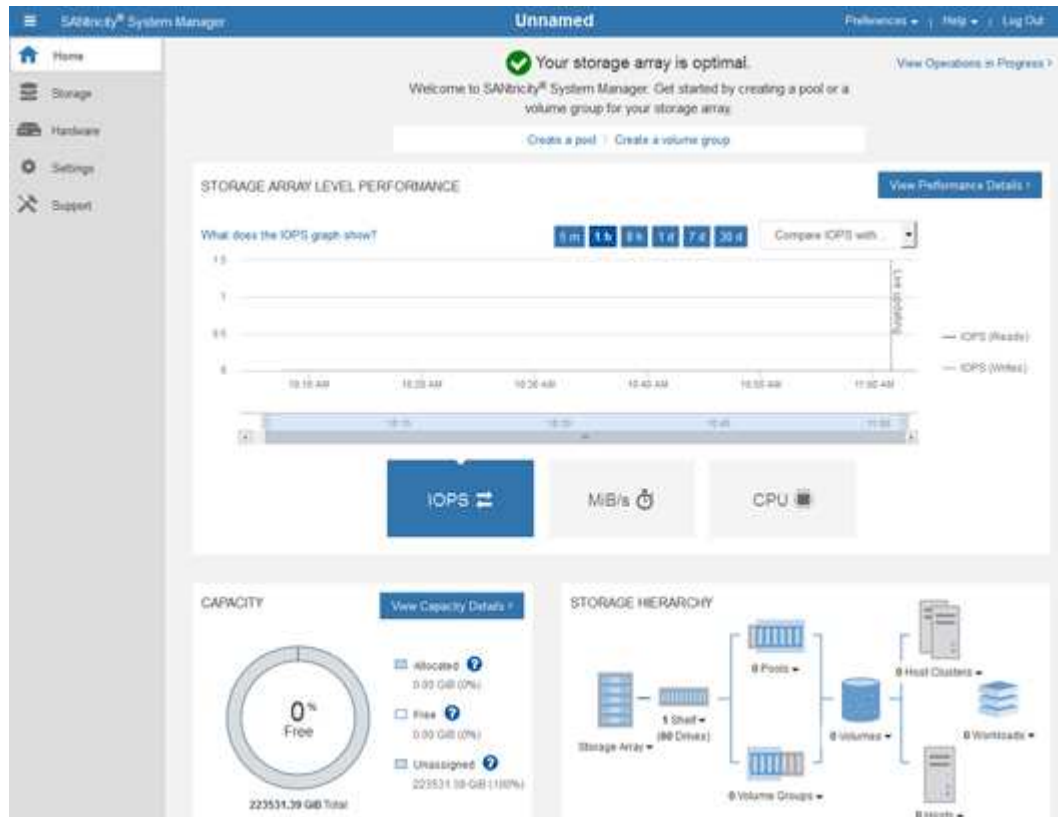 SANtricity® System Manager
Unnamed
Preferences
Help
Log Out
Home
Storage
Hardware
Settings
Support
Your storage array is optimal.
View Operations in Progress
Welcome to SANtricity® System Manager. Get started by creating a pool or a
volume group for your storage array.
Create a pool
Create a volume group
STORAGE ARRAY LEVEL PERFORMANCE
View Performance Details
What does the IOPS graph show?
5 m
1 h
8 h
1 d
7 d
30 d
Compare IOPS with ...
1.5
1
0.5
0
Live updating
IOPS (Reads)
IOPS (Writes)
10:10 AM
10:20 AM
10:30 AM
10:40 AM
10:50 AM
11:00 AM
IOPS
MiB/s
CPU
CAPACITY
View Capacity Details
0%
Free
223531.39 GiB Total
Allocated
0.00 GiB (0%)
Free
0.00 GiB (0%)
Unassigned
223531.39 GiB (100%)
STORAGE HIERARCHY
Storage Array
1 Shelf
(60 Drives)
0 Pools
0 Volume Groups
0 Volumes
0 Host Clusters
0 Workloads
0 Hosts